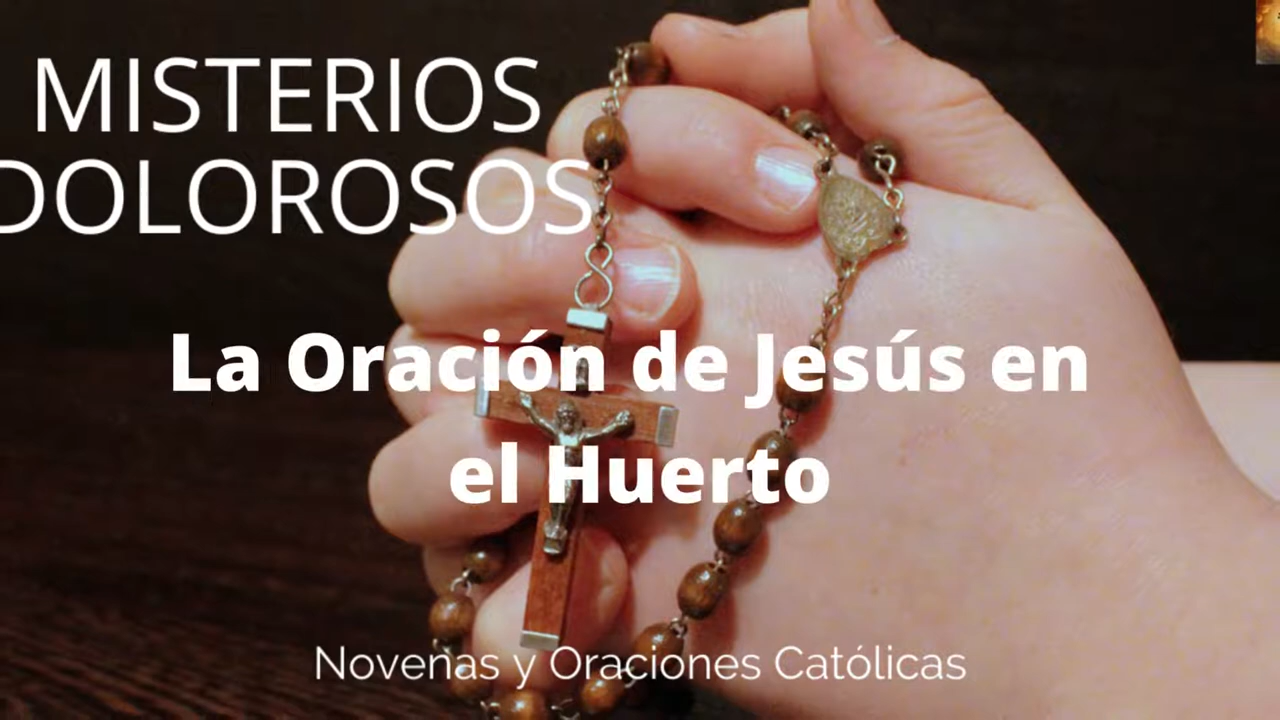 MISTERIOS
DOLOROSOS
La Oración de Jesús en
el Huerto
Novenas y Oraciones Católicas